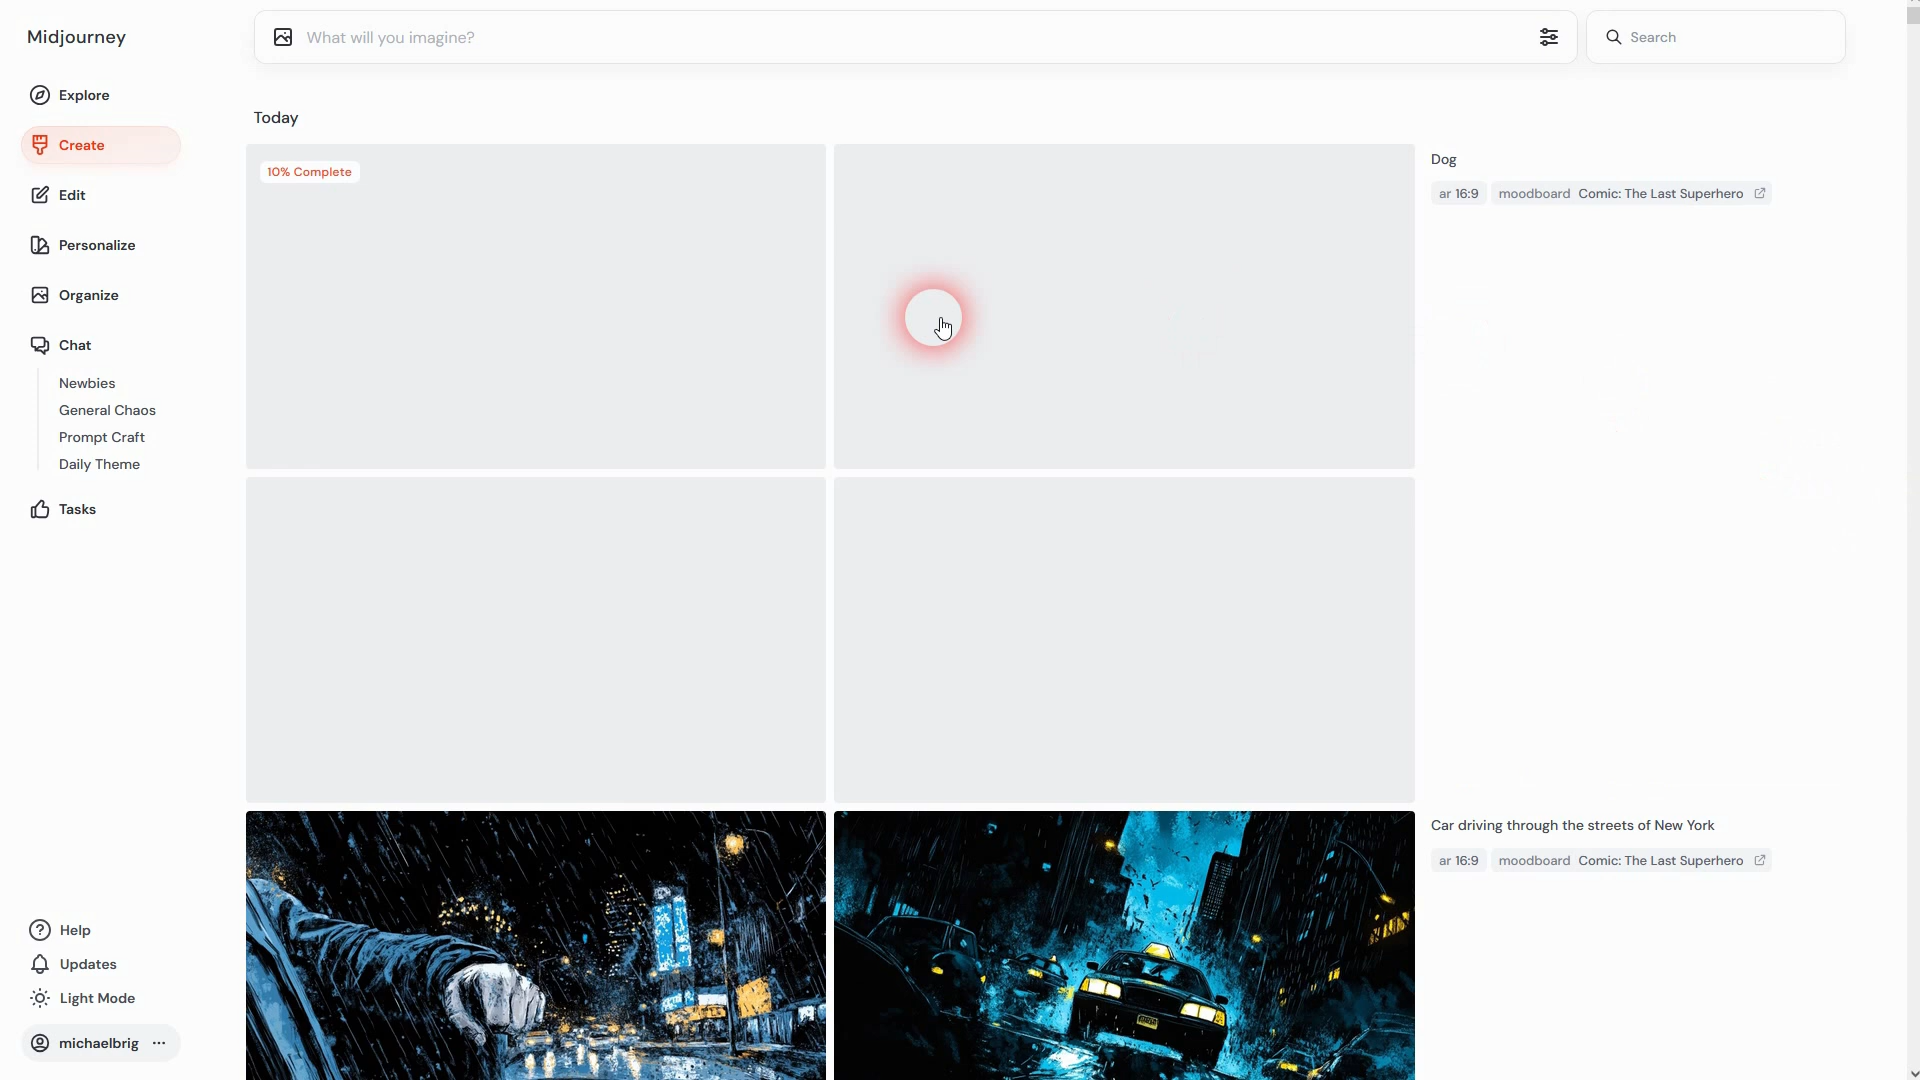 Midjourney
What will you imagine?
Search
Explore
Create
Edit
Personalize
Organize
Chat
Newbies
General Chaos
Prompt Craft
Daily Theme
Tasks
Help
Updates
Light Mode
michaelbrig
Today
10% Complete
Dog
ar 16:9 moodboard Comic: The Last Superhero
Car driving through the streets of New York
ar 16:9 moodboard Comic: The Last Superhero